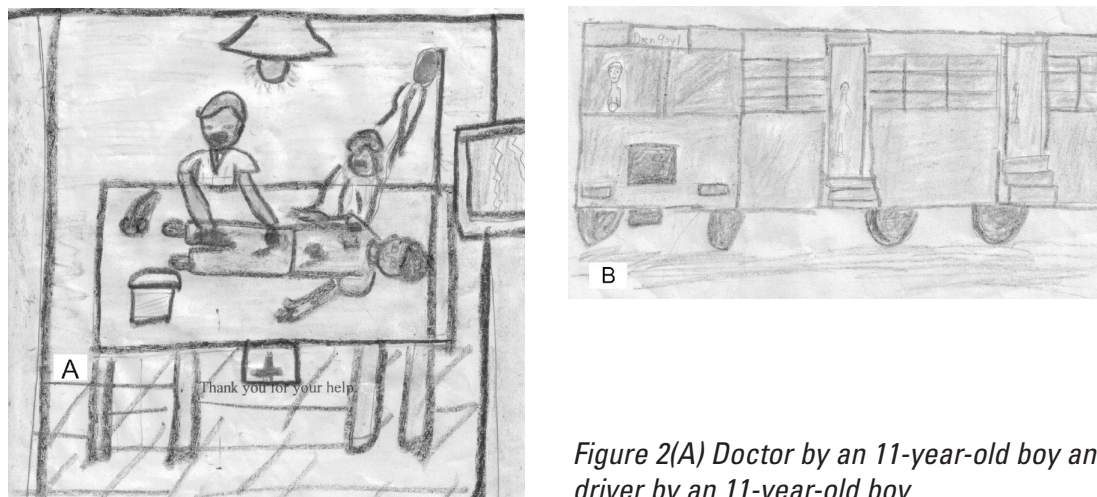 A
Thank you for your help
B
Figure 2(A) Doctor by an 11-year-old boy an
driver by an 11-year-old boy